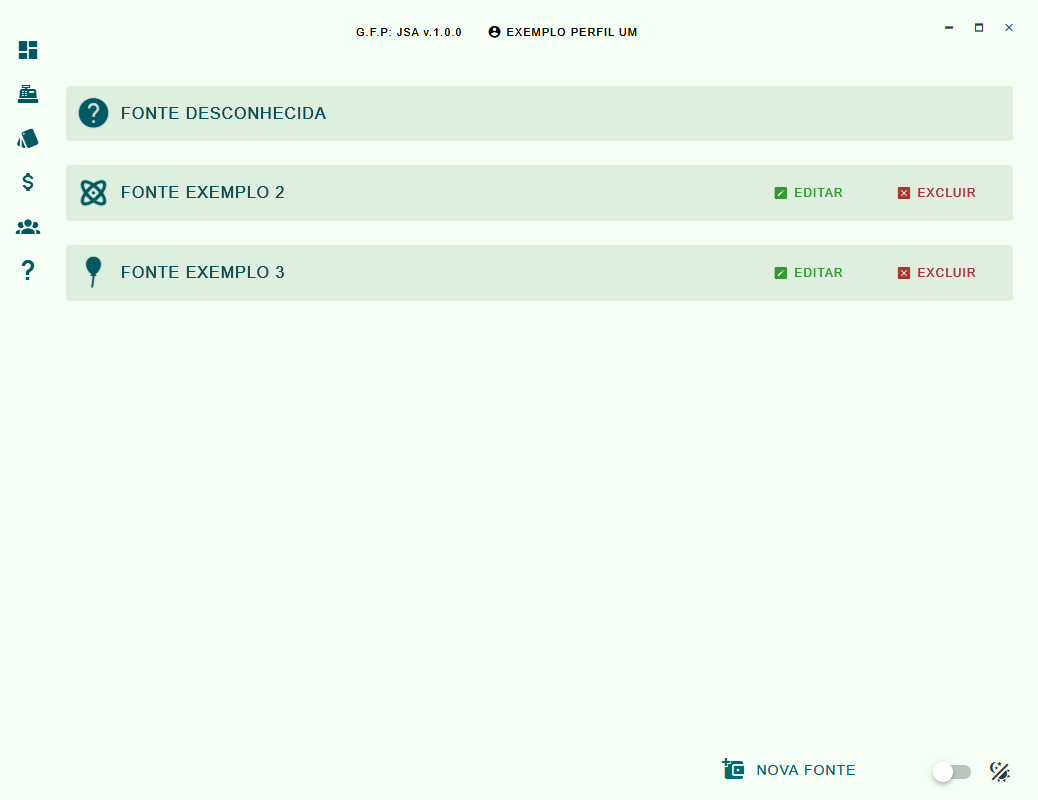 G.F.P: JSA v.1.0.0 EXEMPLO PERFIL UM
FONTE DESCONHECIDA
FONTE EXEMPLO 2 EDITAR EXCLUIR
FONTE EXEMPLO 3 EDITAR EXCLUIR
NOVA FONTE